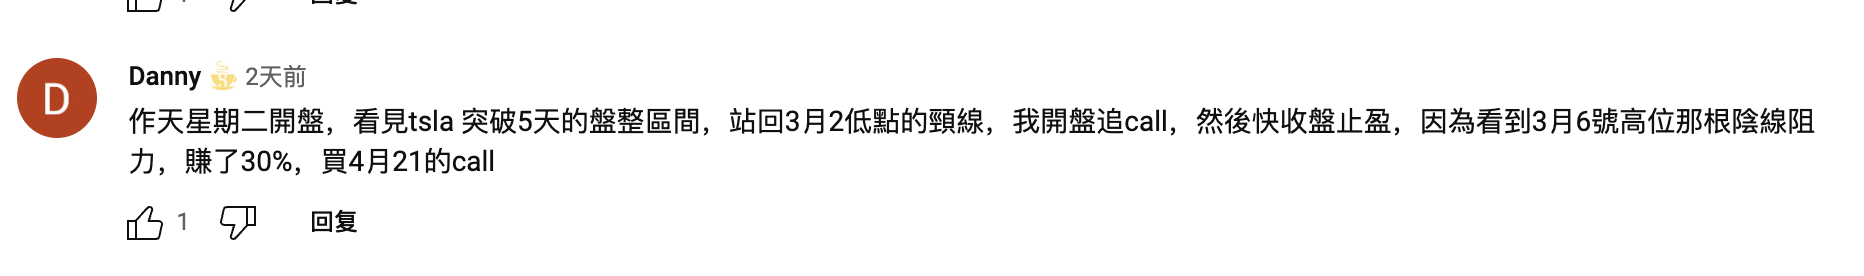 1 回复
D
Danny 2天前
作天星期二開盤，看見tsla 突破5天的盤整區間，站回3月2低點的頸線，我開盤追call，然後快收盤止盈，因為看到3月6號高位那根陰線阻
力，賺了30%，買4月21的call
1 回复